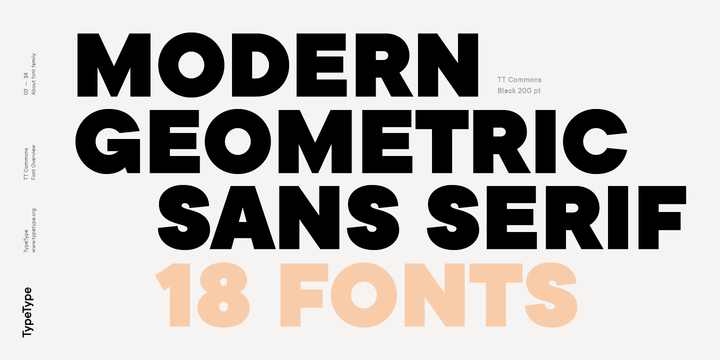 MODERN
TT Commons
Black 200 pt
GEOMETRIC
SANS SERIF
18 FONTS
02 — 34
About font family
TT Commons
Font Overview
TypeType
www.typetype.org
TypeType